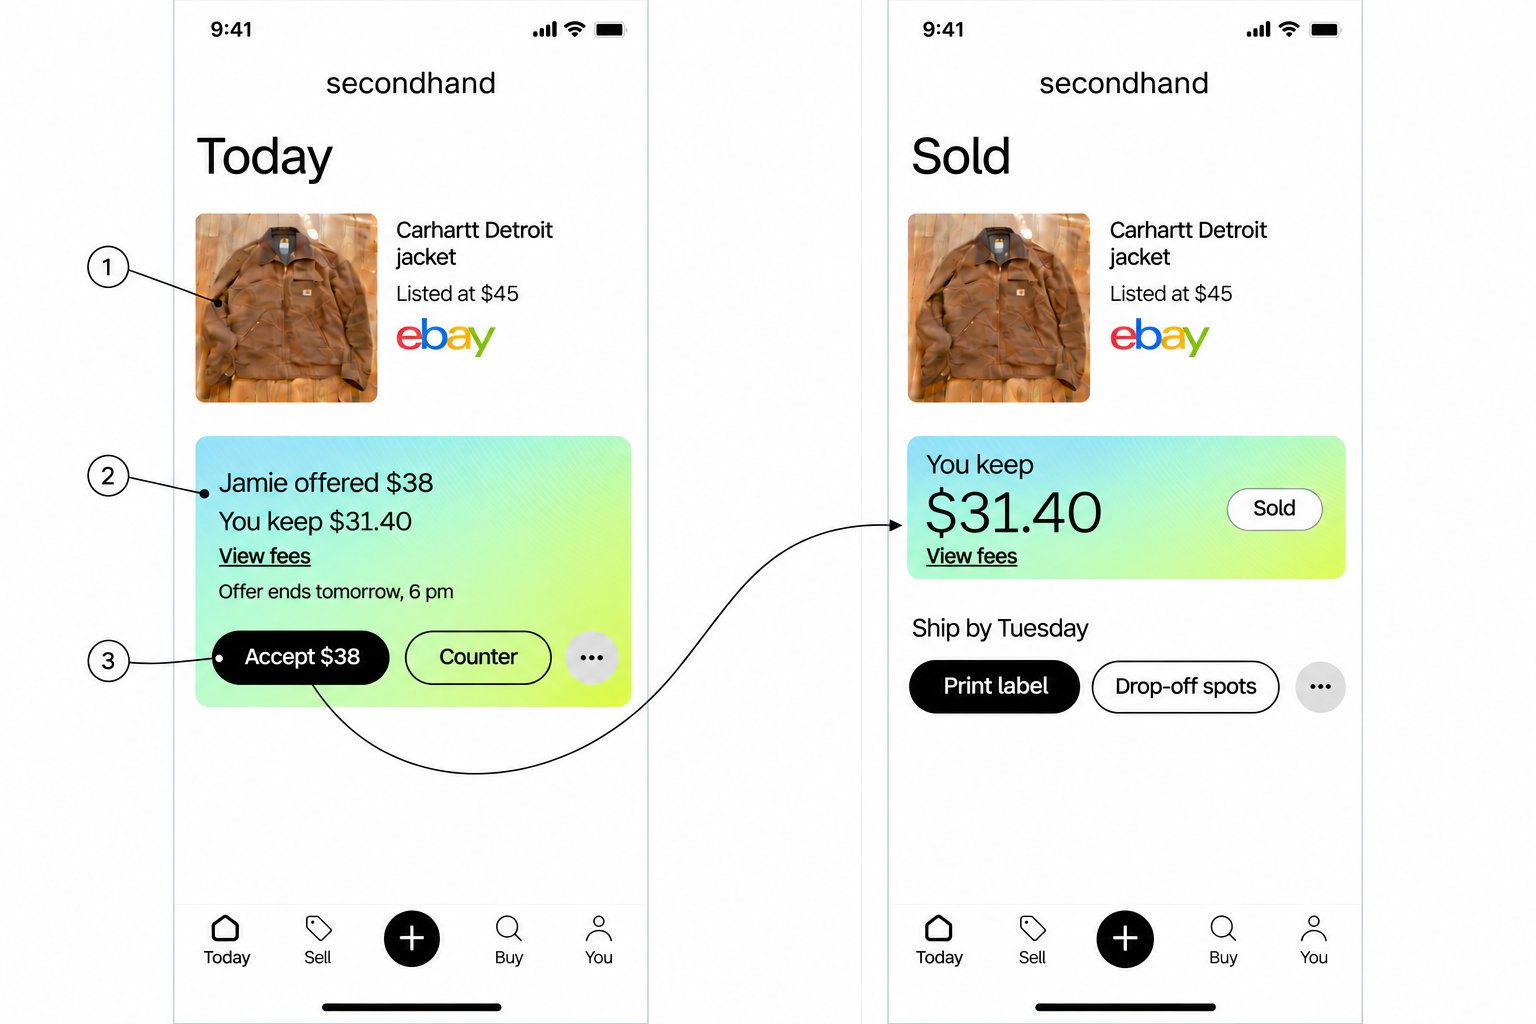 9:41
secondhand
Today
Carhartt Detroit
jacket
Listed at $45
ebay
1
2
Jamie offered $38
You keep $31.40
View fees
Offer ends tomorrow, 6 pm
3
Accept $38
Counter
Today
Sell
Buy
You
9:41
secondhand
Sold
Carhartt Detroit
jacket
Listed at $45
ebay
You keep
$31.40
Sold
View fees
Ship by Tuesday
Print label
Drop-off spots
Today
Sell
Buy
You